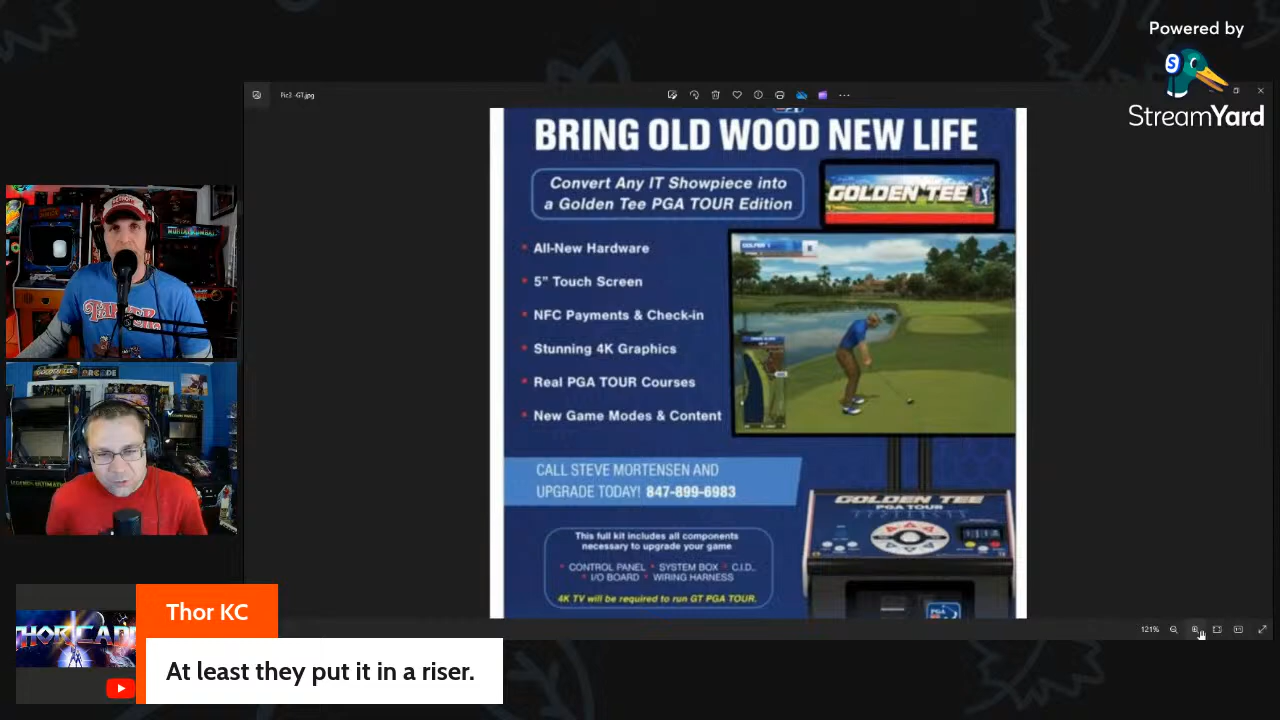 Powered by
StreamYard
Pic3 -GT.jpg
BRING OLD WOOD NEW LIFE
Convert Any IT Showpiece into
a Golden Tee PGA TOUR Edition
GOLDEN TEE
All-New Hardware
5" Touch Screen
NFC Payments & Check-in
Stunning 4K Graphics
Real PGA TOUR Courses
New Game Modes & Content
CALL STEVE MORTENSEN AND
UPGRADE TODAY! 847-899-6983
GOLDEN TEE
PGA TOUR
This full kit includes all components
necessary to upgrade your game
• CONTROL PANEL • SYSTEM BOX • C.I.D..
• I/O BOARD • WIRING HARNESS
4K TV will be required to run GT PGA TOUR.
121%
Thor KC
At least they put it in a riser.